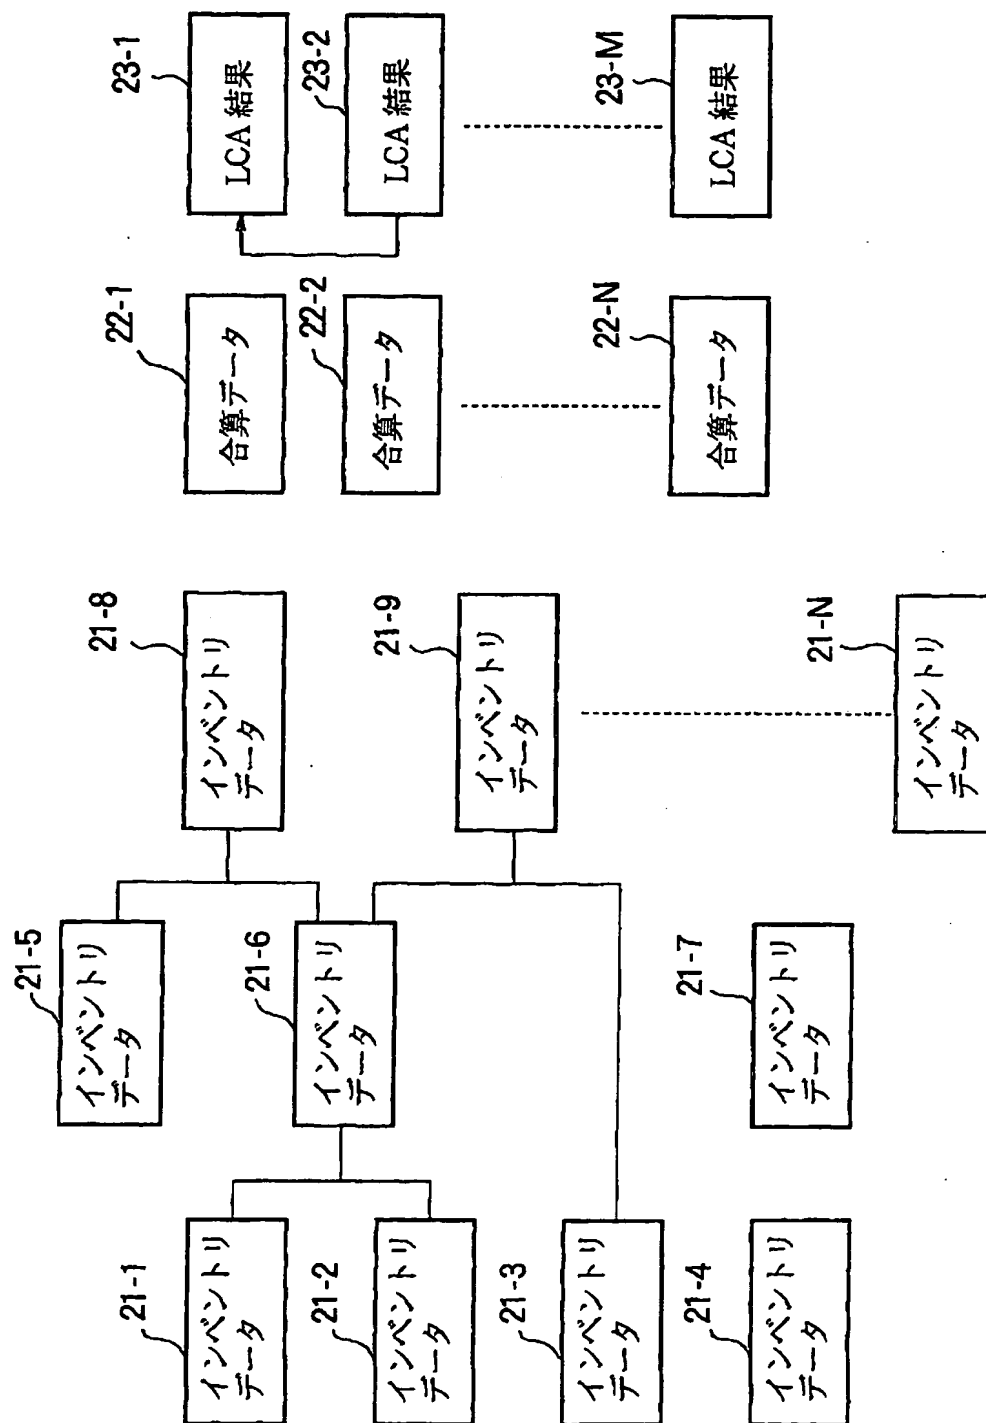 21-1
インベントリ
データ
21-2
インベントリ
データ
21-3
インベントリ
データ
21-4
インベントリ
データ
21-5
インベントリ
データ
21-6
インベントリ
データ
21-7
インベントリ
データ
21-8
インベントリ
データ
21-9
インベントリ
データ
21-N
インベントリ
データ
22-1
合算データ
22-2
合算データ
22-N
合算データ
23-1
LCA 結果
23-2
LCA 結果
23-M
LCA 結果